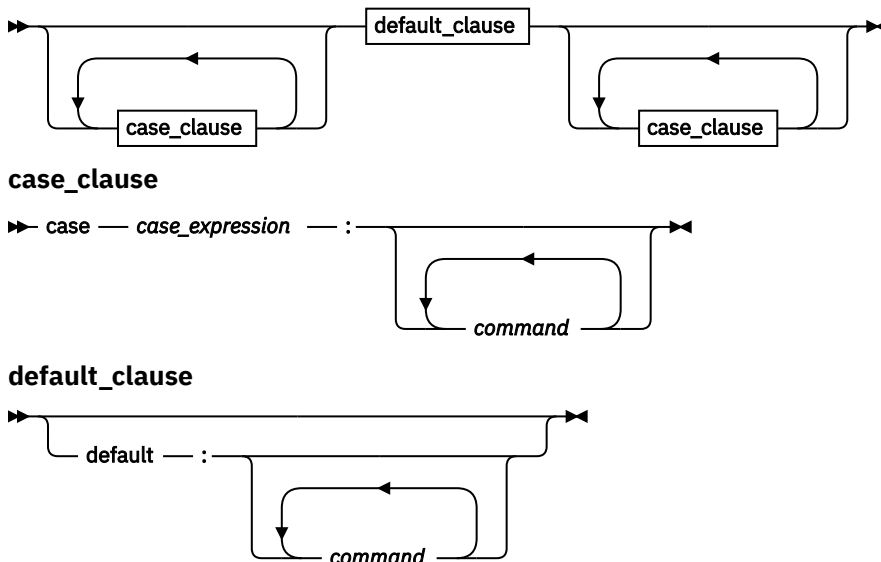 default_clause
case_clause case_clause
case_clause
case case_expression :
command
default_clause
default :
command